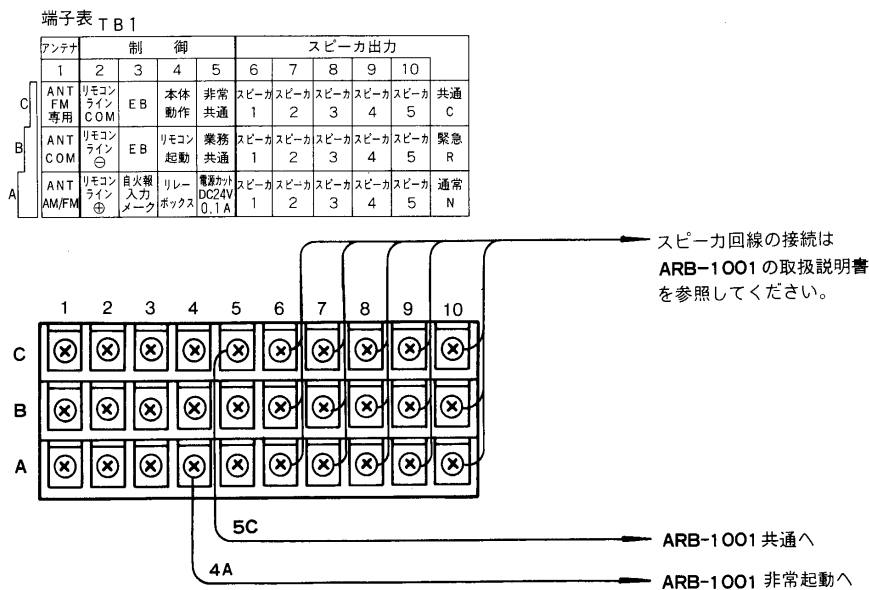 端子表 TB1
アンテナ 制御 スピーカ出力
1 2 3 4 5 6 7 8 9 10
C ANT FM 専用 リモコン ライン COM EB 本体 動作 非常 共通 スピーカ 1 スピーカ 2 スピーカ 3 スピーカ 4 スピーカ 5 共通 C
B ANT COM リモコン ライン ⊖ EB リモコン 起動 業務 共通 スピーカ 1 スピーカ 2 スピーカ 3 スピーカ 4 スピーカ 5 緊急 R
A ANT AM/FM リモコン ライン ⊕ 自火報 入力 メーク リレー ボックス 電源カット DC24V 0.1A スピーカ 1 スピーカ 2 スピーカ 3 スピーカ 4 スピーカ 5 通常 N
スピーカ回線の接続は
ARB-1001の取扱説明書
を参照してください。
1 2 3 4 5 6 7 8 9 10
C
B
A
5C
ARB-1001共通へ
4A
ARB-1001非常起動へ